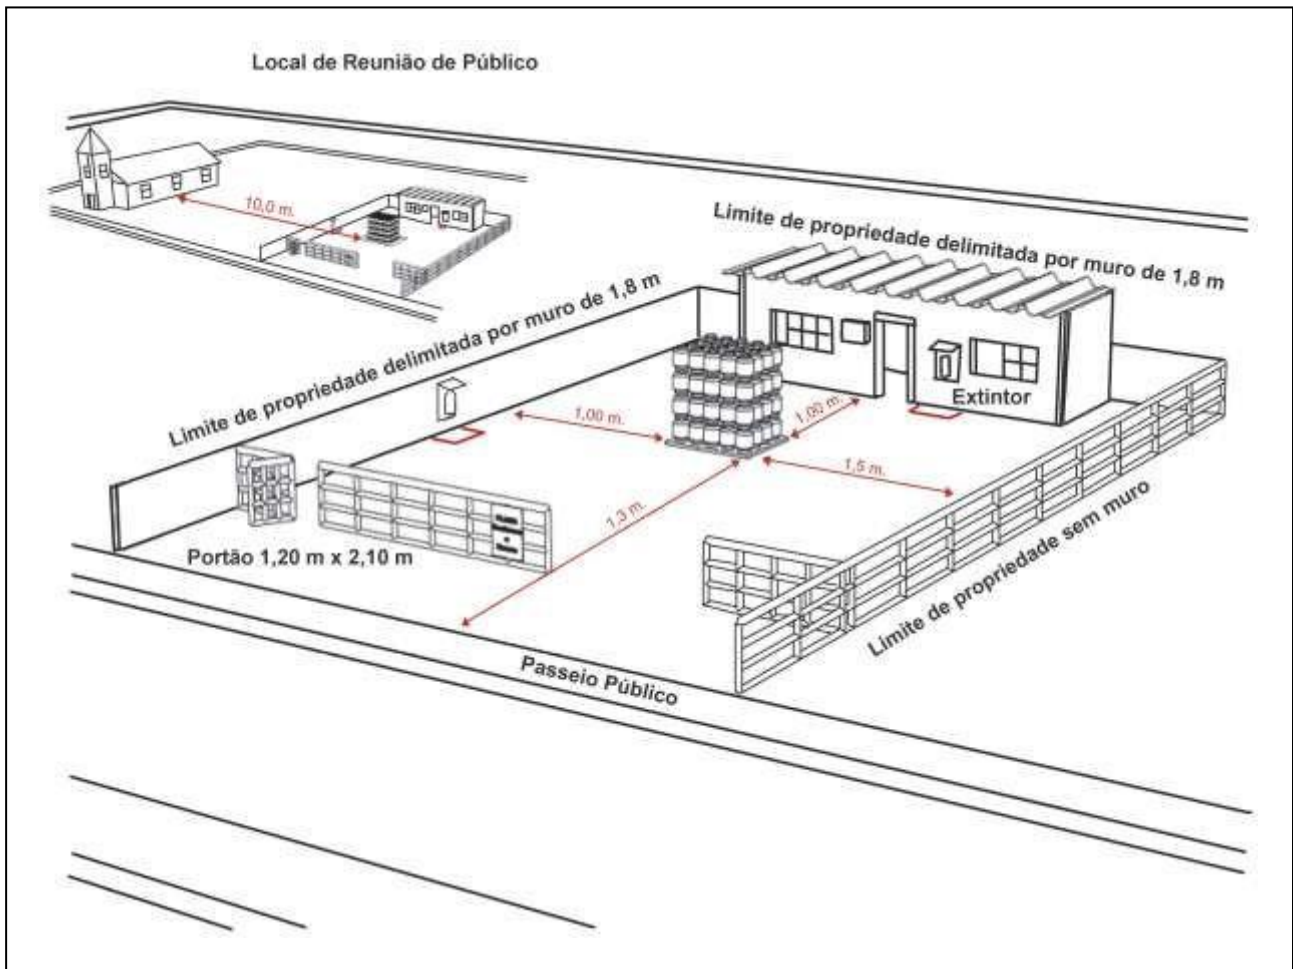 Local de Reunião de Público
10,0 m.
Limite de propriedade delimitada por muro de 1,8 m
Limite de propriedade delimitada por muro de 1,8 m
Extintor
1,00 m.
1,00 m.
1,5 m.
1,3 m.
Portão 1,20 m x 2,10 m
Limite de propriedade sem muro
Passeio Público